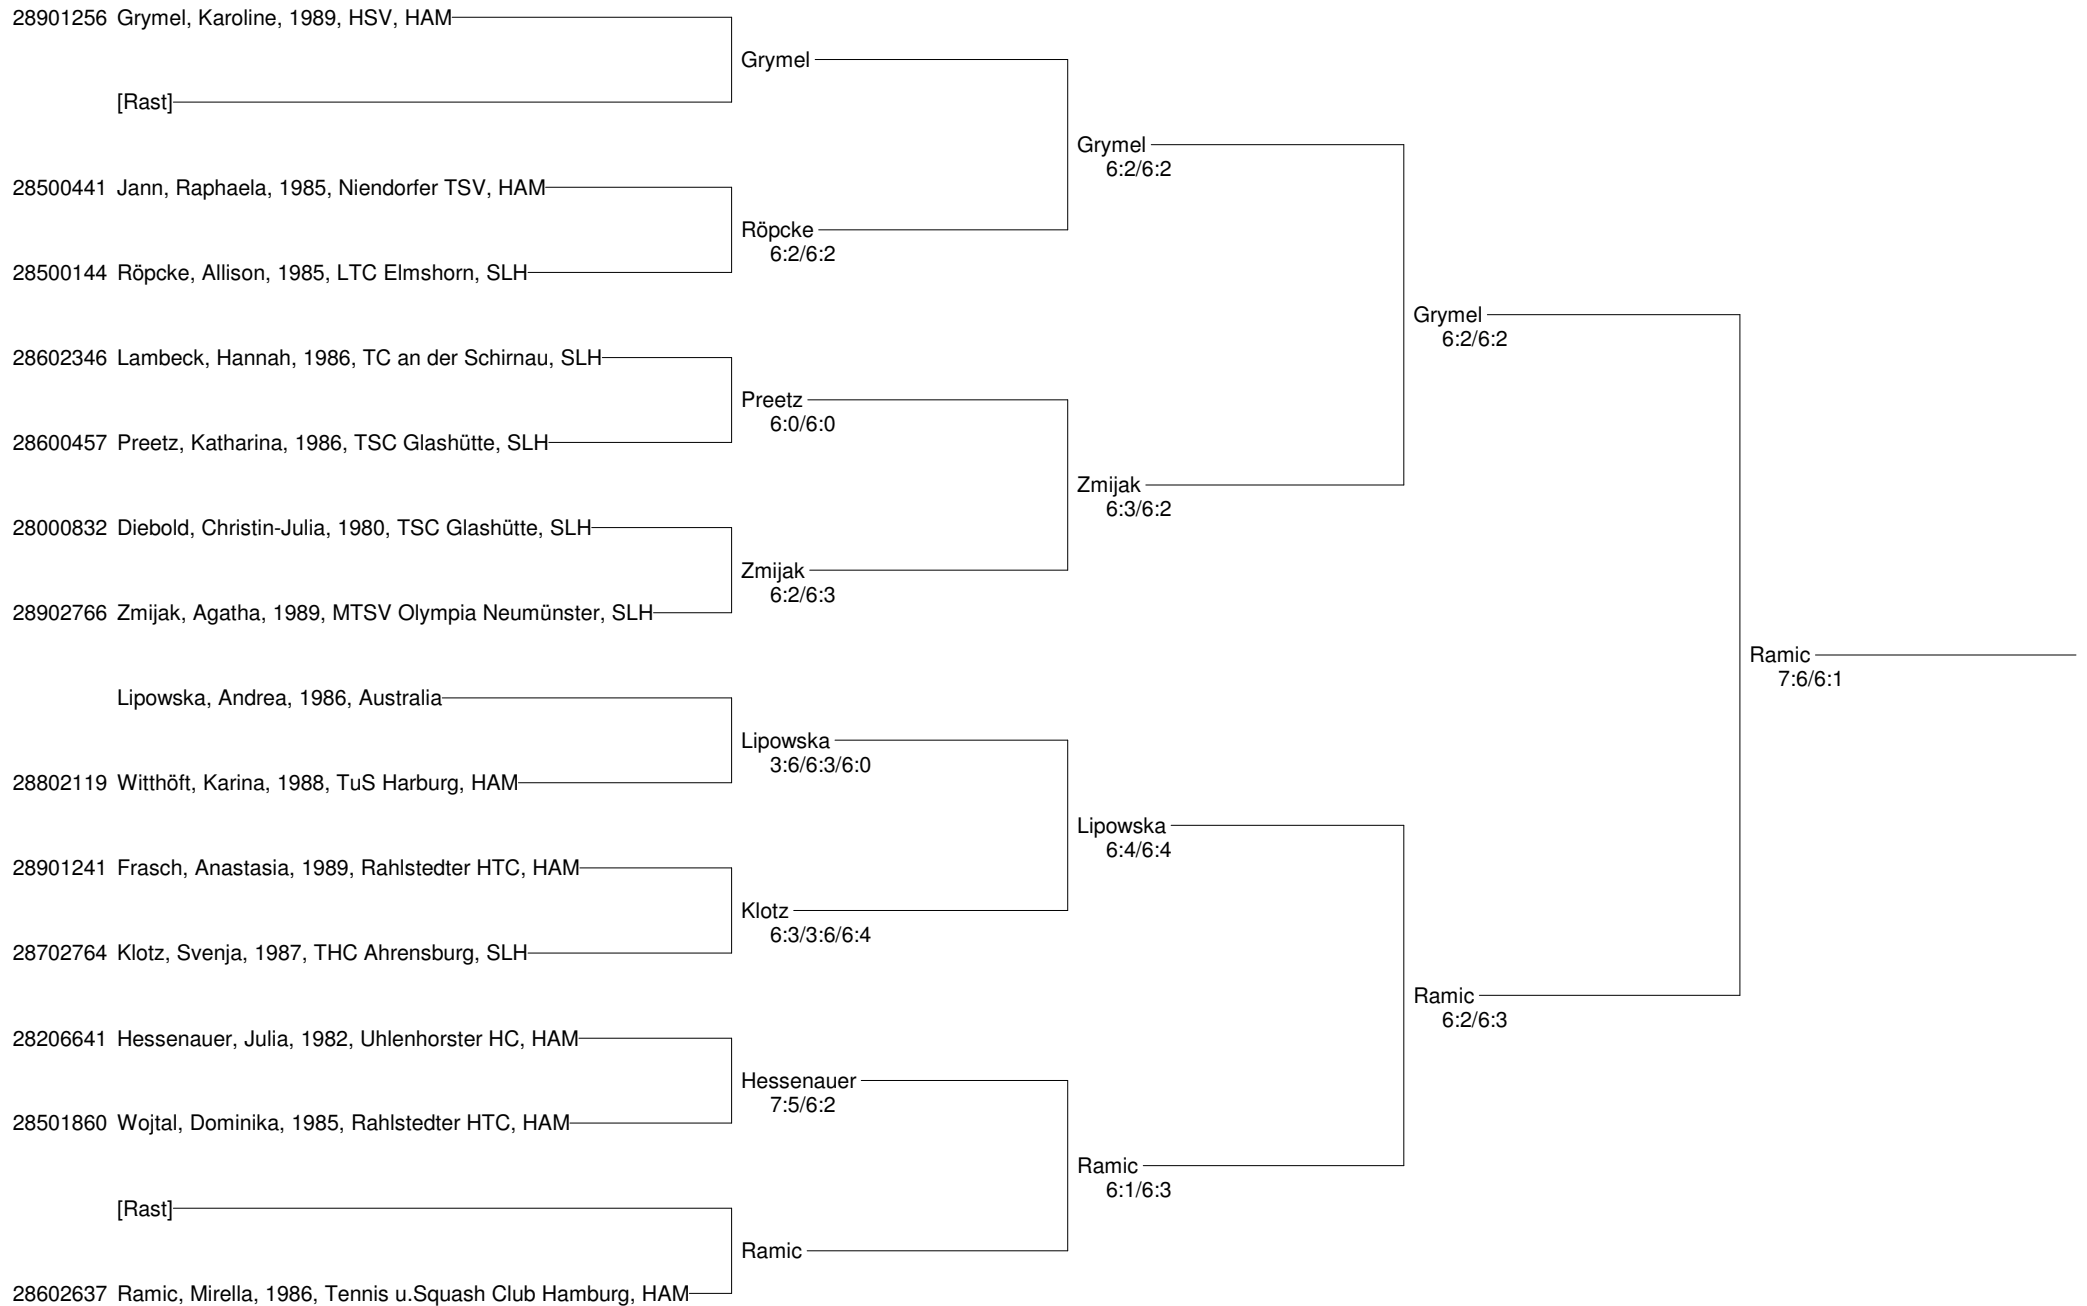 28901256 Grymel, Karoline, 1989, HSV, HAM
Grymel
[Rast]
Grymel
6:2/6:2
28500441 Jann, Raphaela, 1985, Niendorfer TSV, HAM
Röpcke
6:2/6:2
28500144 Röpcke, Allison, 1985, LTC Elmshorn, SLH
Grymel
6:2/6:2
28602346 Lambeck, Hannah, 1986, TC an der Schirnau, SLH
Preetz
6:0/6:0
28600457 Preetz, Katharina, 1986, TSC Glashütte, SLH
Zmijak
6:3/6:2
28000832 Diebold, Christin-Julia, 1980, TSC Glashütte, SLH
Zmijak
6:2/6:3
28902766 Zmijak, Agatha, 1989, MTSV Olympia Neumünster, SLH
Ramic
7:6/6:1
Lipowska, Andrea, 1986, Australia
Lipowska
3:6/6:3/6:0
28802119 Witthöft, Karina, 1988, TuS Harburg, HAM
Lipowska
6:4/6:4
28901241 Frasch, Anastasia, 1989, Rahlstedter HTC, HAM
Klotz
6:3/3:6/6:4
28702764 Klotz, Svenja, 1987, THC Ahrensburg, SLH
Ramic
6:2/6:3
28206641 Hessenauer, Julia, 1982, Uhlenhorster HC, HAM
Hessenauer
7:5/6:2
28501860 Wojtal, Dominika, 1985, Rahlstedter HTC, HAM
Ramic
6:1/6:3
[Rast]
Ramic
28602637 Ramic, Mirella, 1986, Tennis u.Squash Club Hamburg, HAM